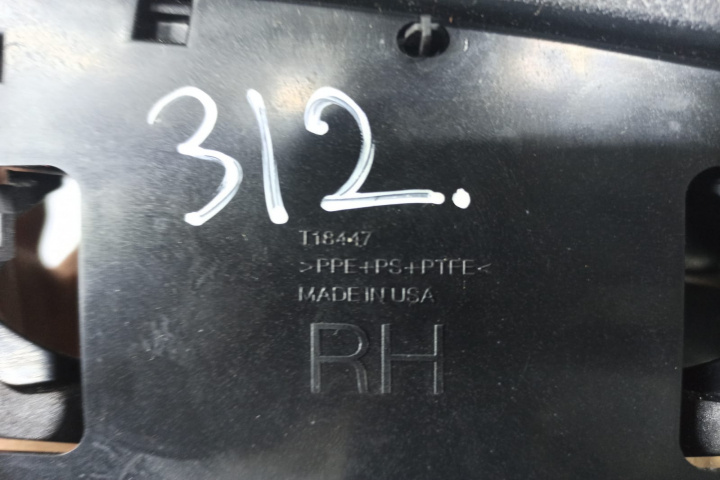 312.
T18447
>PPE+PS+PTFE<
MADE IN USA
RH